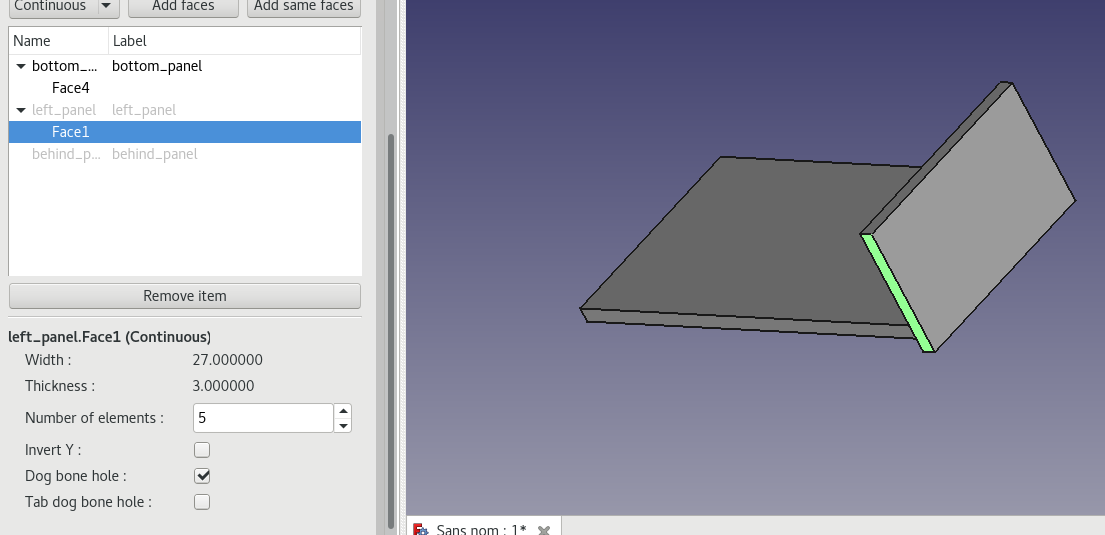 Continuous Add faces Add same faces
Name Label
bottom_... bottom_panel
Face4
left_panel left_panel
Face1
behind_p... behind_panel
Remove item
left_panel.Face1 (Continuous)
Width : 27.000000
Thickness : 3.000000
Number of elements : 5
Invert Y :
Dog bone hole :
Tab dog bone hole :
Sans nom : 1*